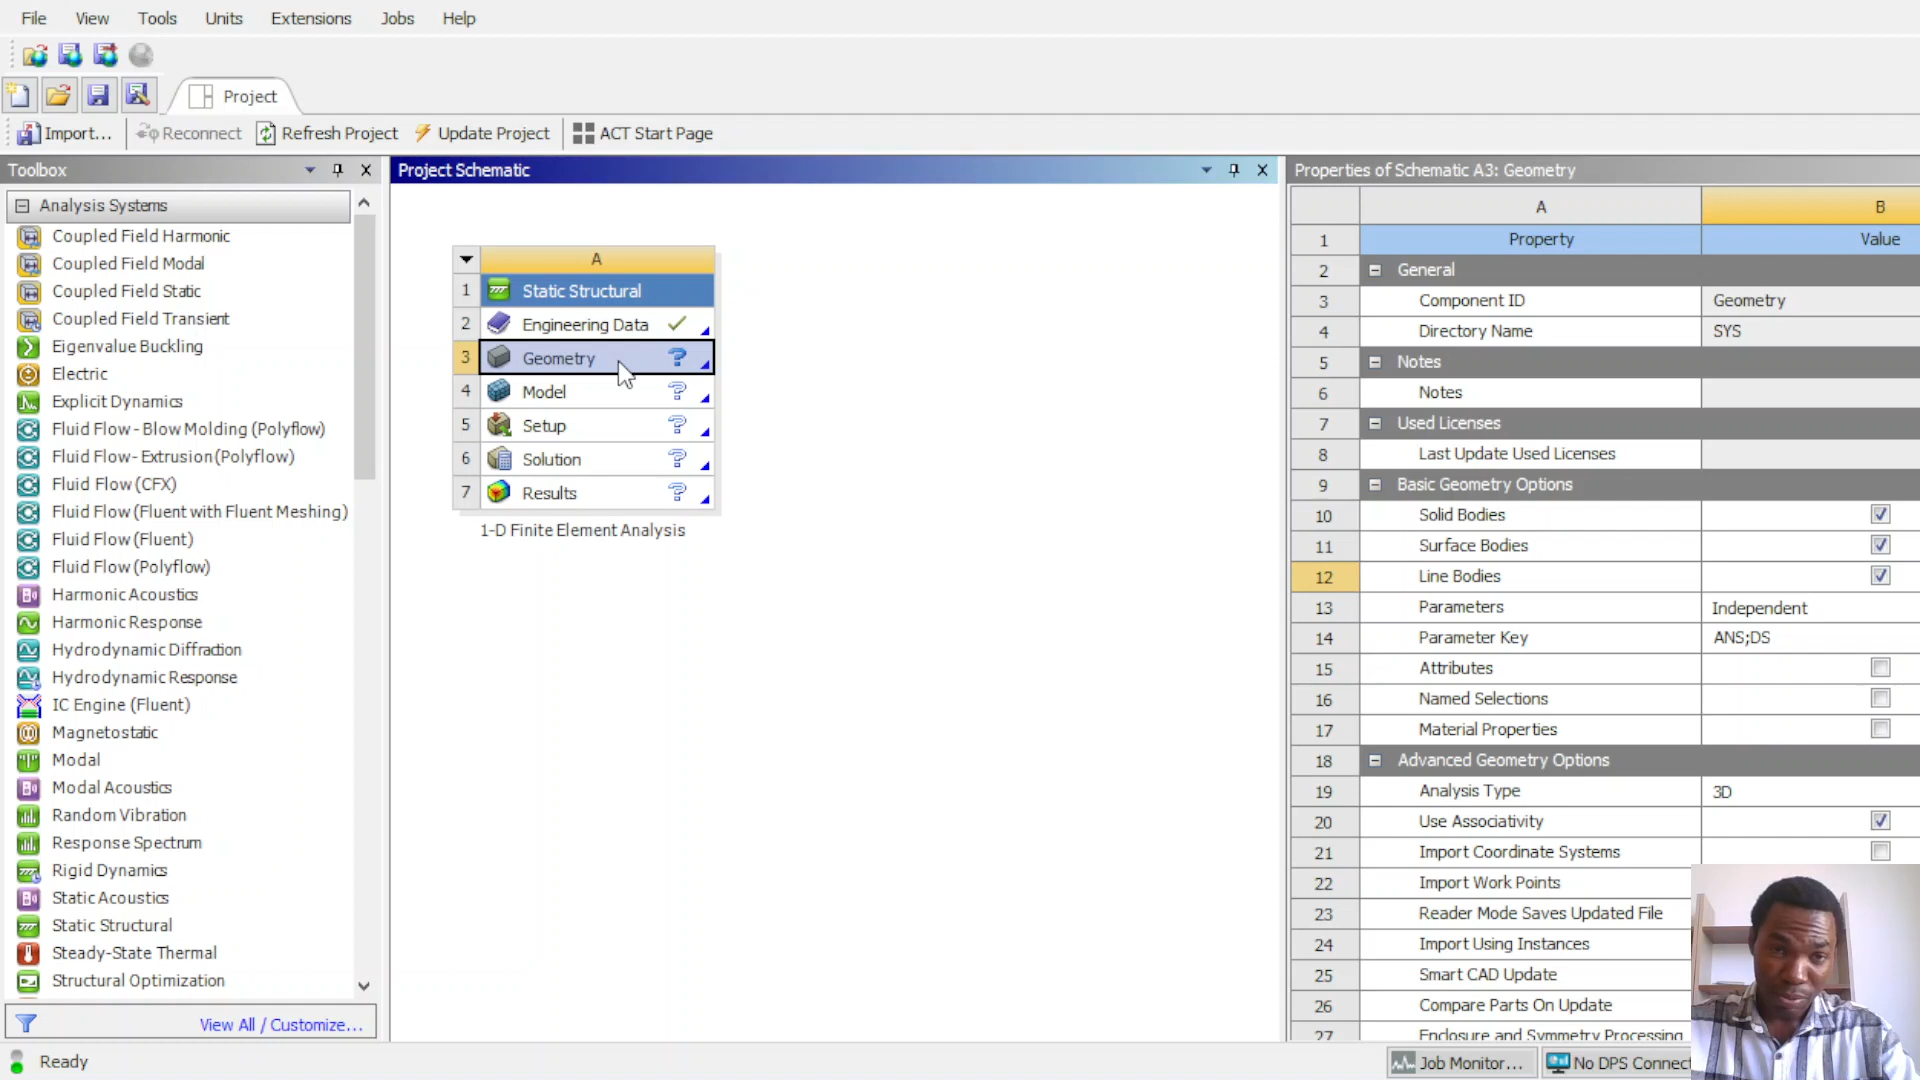 File View Tools Units Extensions Jobs Help
Project
Import... Reconnect Refresh Project Update Project ACT Start Page
Toolbox
Analysis Systems
Coupled Field Harmonic
Coupled Field Modal
Coupled Field Static
Coupled Field Transient
Eigenvalue Buckling
Electric
Explicit Dynamics
Fluid Flow - Blow Molding (Polyflow)
Fluid Flow- Extrusion(Polyflow)
Fluid Flow (CFX)
Fluid Flow (Fluent with Fluent Meshing)
Fluid Flow (Fluent)
Fluid Flow (Polyflow)
Harmonic Acoustics
Harmonic Response
Hydrodynamic Diffraction
Hydrodynamic Response
IC Engine (Fluent)
Magnetostatic
Modal
Modal Acoustics
Random Vibration
Response Spectrum
Rigid Dynamics
Static Acoustics
Static Structural
Steady-State Thermal
Structural Optimization
View All / Customize...
Project Schematic
A
1 Static Structural
2 Engineering Data
3 Geometry ?
4 Model ?
5 Setup ?
6 Solution ?
7 Results ?
1-D Finite Element Analysis
Properties of Schematic A3: Geometry
A B
1 Property Value
2 General
3 Component ID Geometry
4 Directory Name SYS
5 Notes
6 Notes
7 Used Licenses
8 Last Update Used Licenses
9 Basic Geometry Options
10 Solid Bodies
11 Surface Bodies
12 Line Bodies
13 Parameters Independent
14 Parameter Key ANS;DS
15 Attributes
16 Named Selections
17 Material Properties
18 Advanced Geometry Options
19 Analysis Type 3D
20 Use Associativity
21 Import Coordinate Systems
22 Import Work Points
23 Reader Mode Saves Updated File
24 Import Using Instances
25 Smart CAD Update
26 Compare Parts On Update
27 Enclosure and Symmetry Processing
Ready
Job Monitor... No DPS Connect